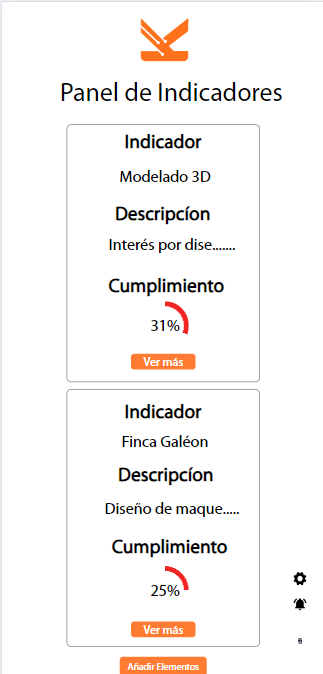 Panel de Indicadores
Indicador
Modelado 3D
Descripcíon
Interés por dise.......
Cumplimiento
31%
Ver más
Indicador
Finca Galéon
Descripcíon
Diseño de maque.....
Cumplimiento
25%
Ver más
Añadir Elementos